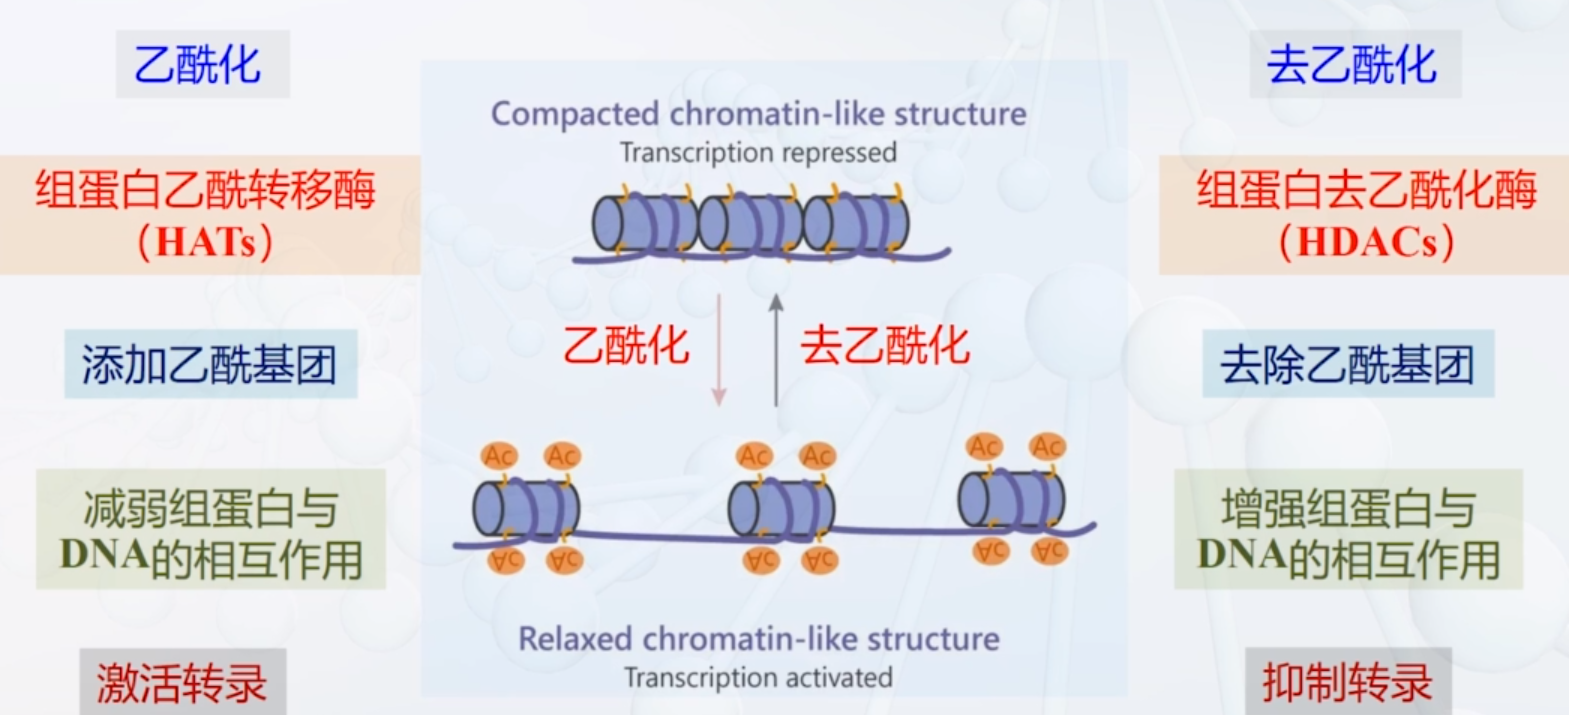 乙酰化
组蛋白乙酰转移酶
（HATs）
添加乙酰基团
减弱组蛋白与
DNA的相互作用
激活转录
Compacted chromatin-like structure
Transcription repressed
乙酰化
去乙酰化
Ac Ac
Ac Ac
Ac Ac
Ac Ac
Ac Ac
Ac Ac
Relaxed chromatin-like structure
Transcription activated
去乙酰化
组蛋白去乙酰化酶
（HDACs）
去除乙酰基团
增强组蛋白与
DNA的相互作用
抑制转录